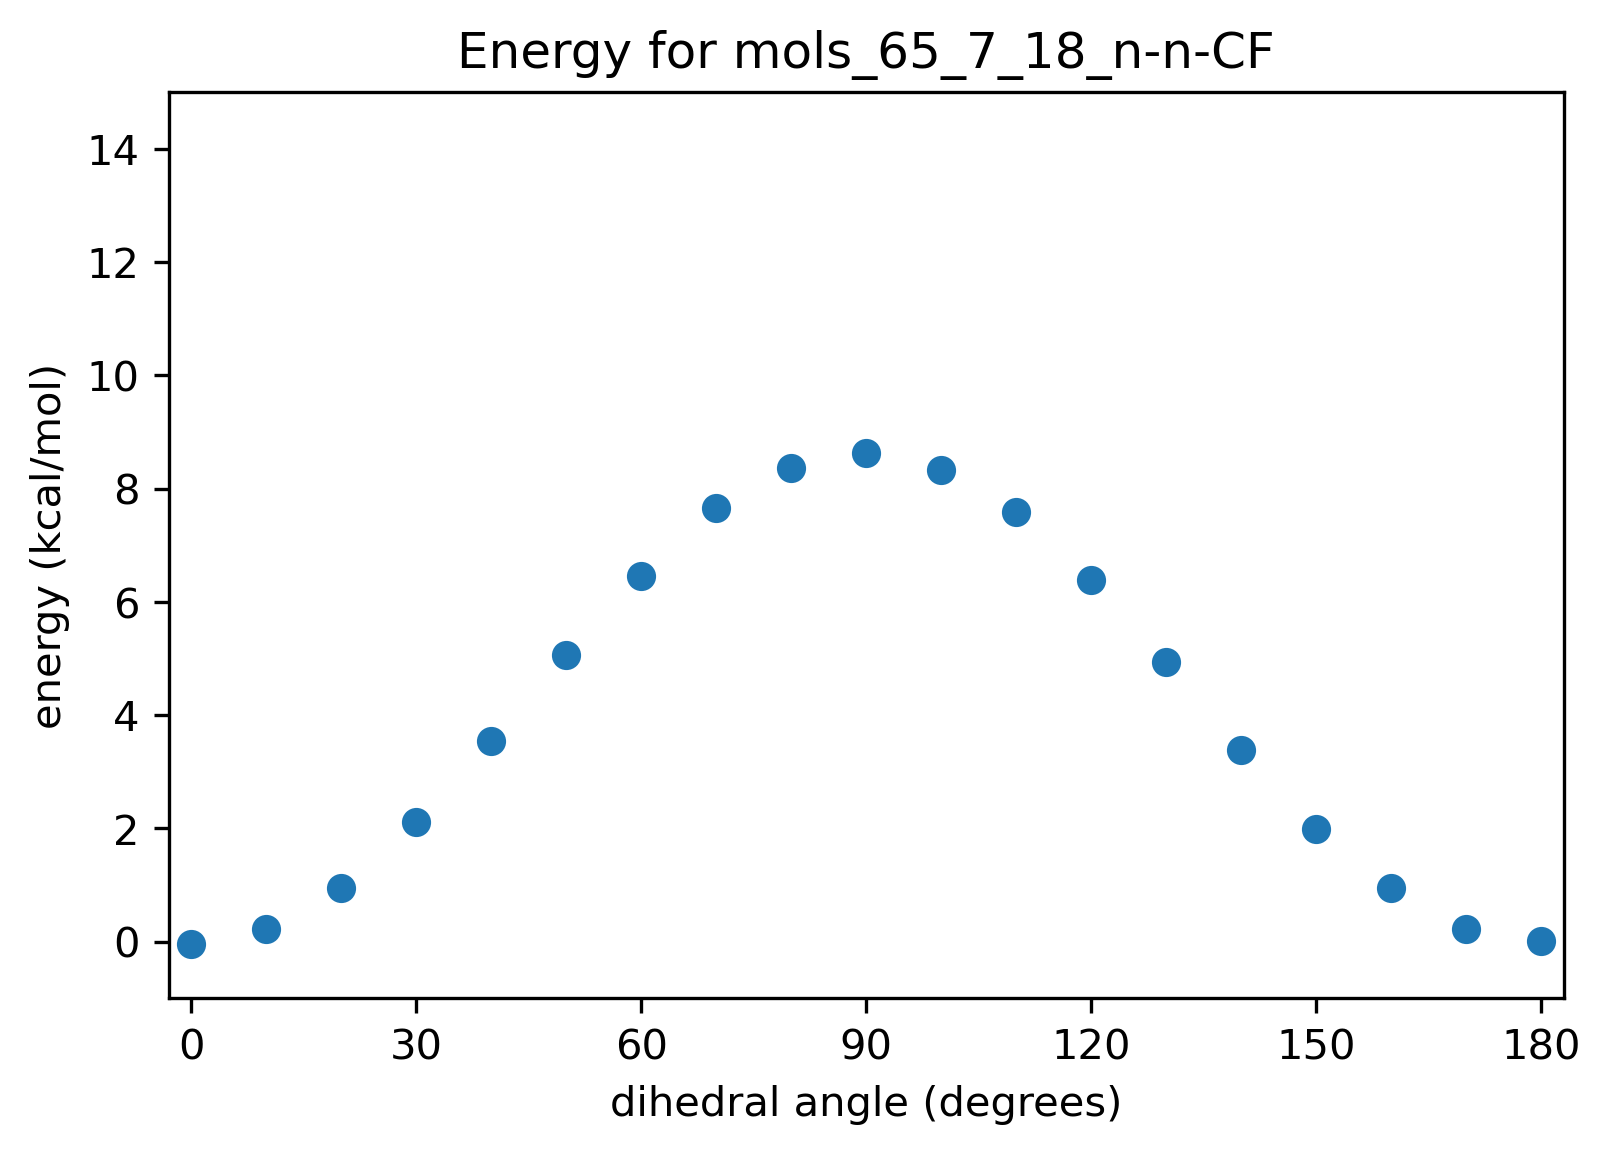 Energy for mols_65_7_18_n-n-CF
14
12
10
8
6
4
2
0
energy (kcal/mol)
0 30 60 90 120 150 180
dihedral angle (degrees)